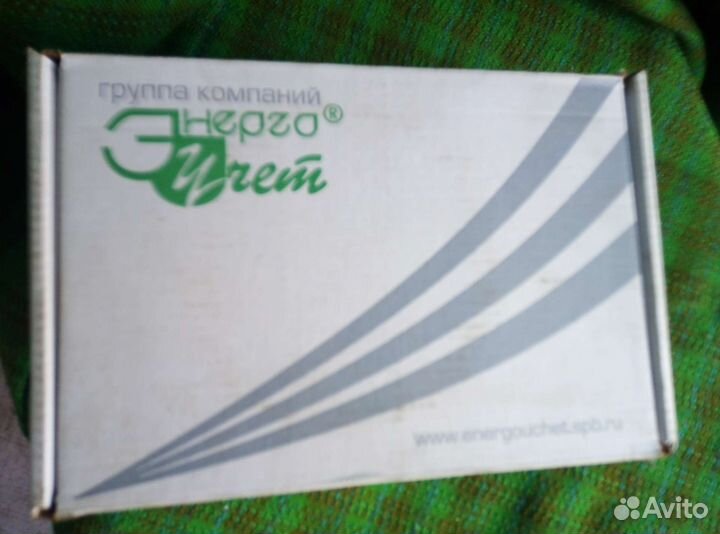 группа компаний
Энерго®
Учет
www.energouchet.spb.ru
Avito